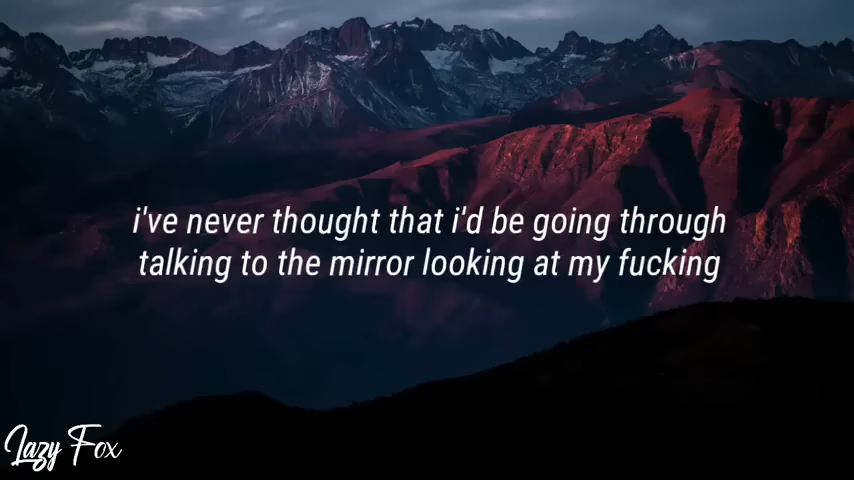 i've never thought that i'd be going through
talking to the mirror looking at my fucking
Lazy Fox